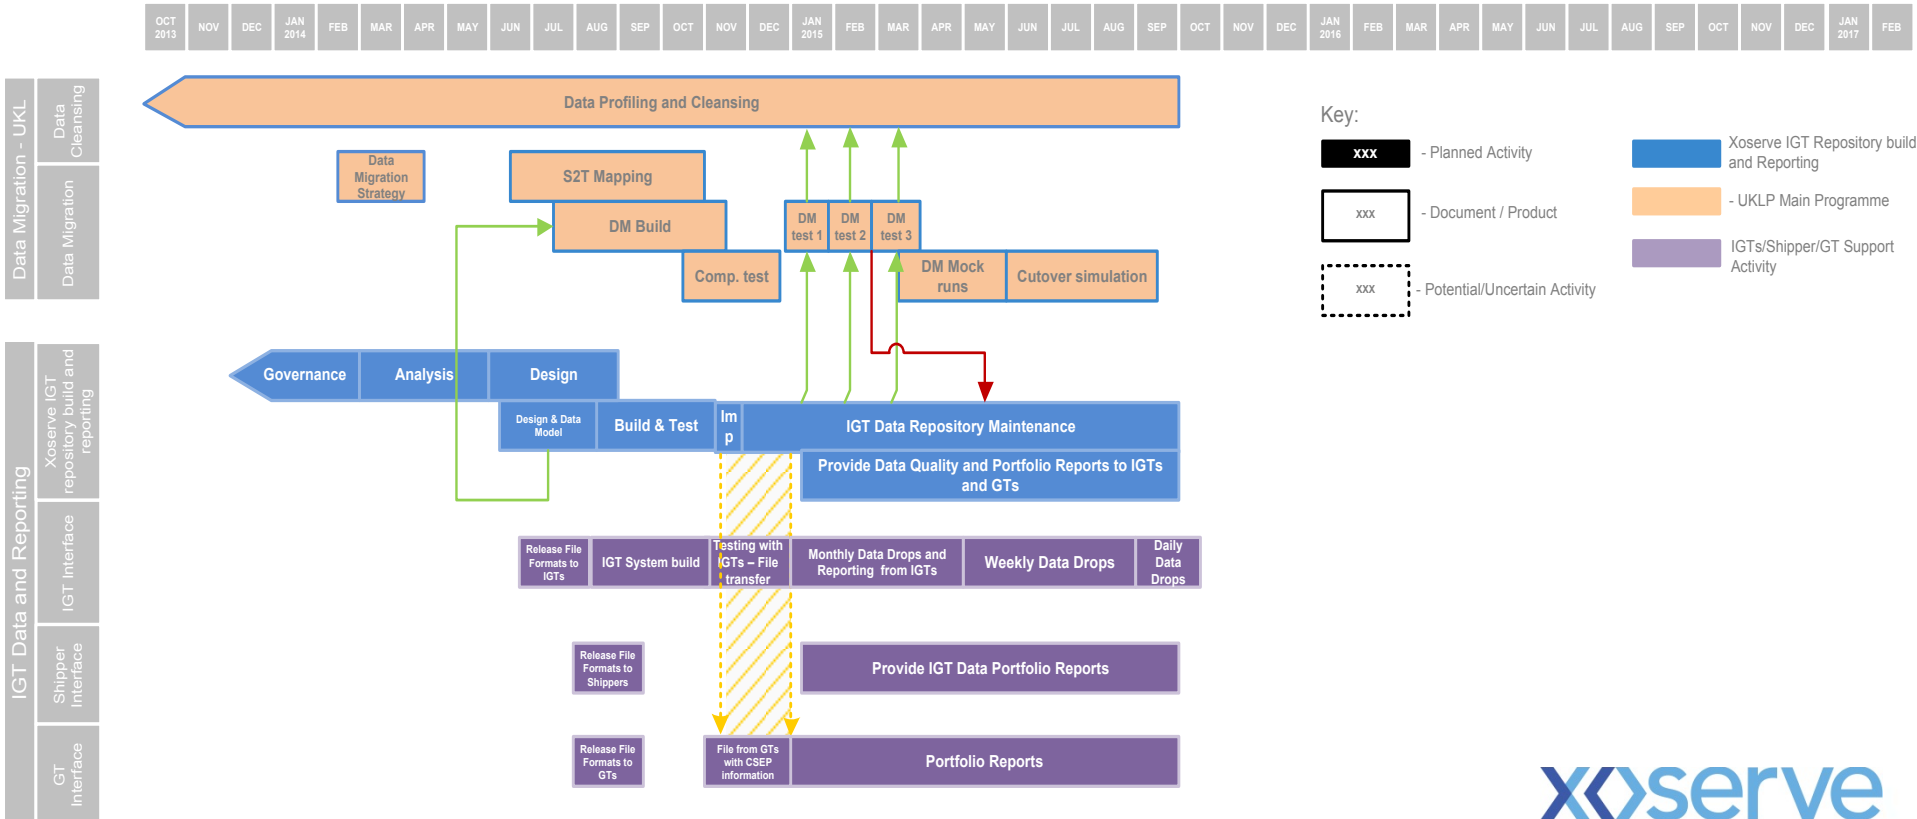 OCT 2013 NOV DEC JAN 2014 FEB MAR APR MAY JUN JUL AUG SEP OCT NOV DEC JAN 2015 FEB MAR APR MAY JUN JUL AUG SEP OCT NOV DEC JAN 2016 FEB MAR APR MAY JUN JUL AUG SEP OCT NOV DEC JAN 2017 FEB
Data Migration - UKL
Data
Cleansing
Data Profiling and Cleansing
Data Migration
Data
Migration
Strategy
S2T Mapping
DM Build
Comp. test
DM
test 1
DM
test 2
DM
test 3
DM Mock
runs
Cutover simulation
Key:
xxx
- Planned Activity
xxx
- Document / Product
xxx
- Potential/Uncertain Activity
Xoserve IGT Repository build
and Reporting
- UKLP Main Programme
IGTs/Shipper/GT Support
Activity
IGT Data and Reporting
Xoserve IGT
repository build and
reporting
Governance
Analysis
Design
Design & Data
Model
Build & Test
Im
p
IGT Data Repository Maintenance
Provide Data Quality and Portfolio Reports to IGTs
and GTs
IGT Interface
Release File
Formats to
IGTs
IGT System build
Testing with
IGTs – File
transfer
Monthly Data Drops and
Reporting from IGTs
Weekly Data Drops
Daily
Data
Drops
Shipper
Interface
Release File
Formats to
Shippers
Provide IGT Data Portfolio Reports
GT
Interface
Release File
Formats to
GTs
File from GTs
with CSEP
information
Portfolio Reports
xoserve